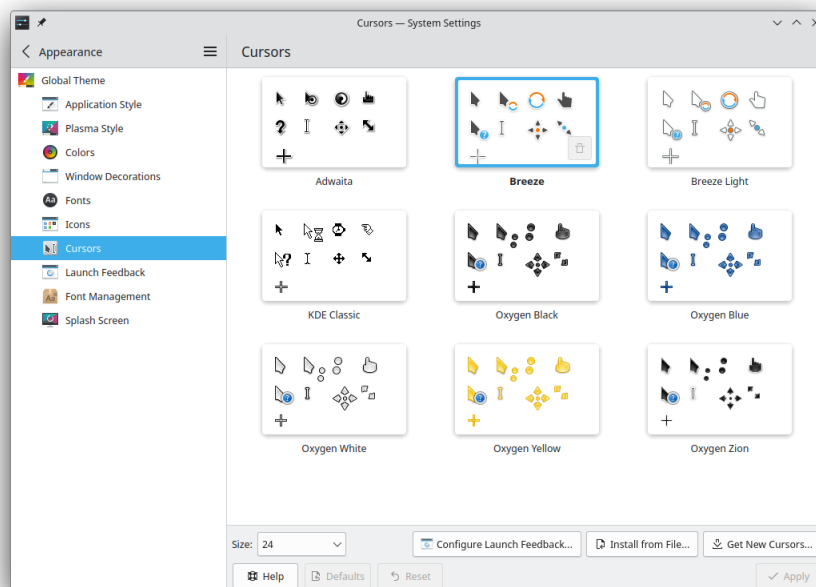 Cursors — System Settings
Appearance
Cursors
Global Theme
Application Style
Plasma Style
Colors
Window Decorations
Fonts
Icons
Cursors
Launch Feedback
Font Management
Splash Screen
Adwaita
Breeze
Breeze Light
KDE Classic
Oxygen Black
Oxygen Blue
Oxygen White
Oxygen Yellow
Oxygen Zion
Size: 24
Configure Launch Feedback...
Install from File...
Get New Cursors...
Help
Defaults
Reset
Apply